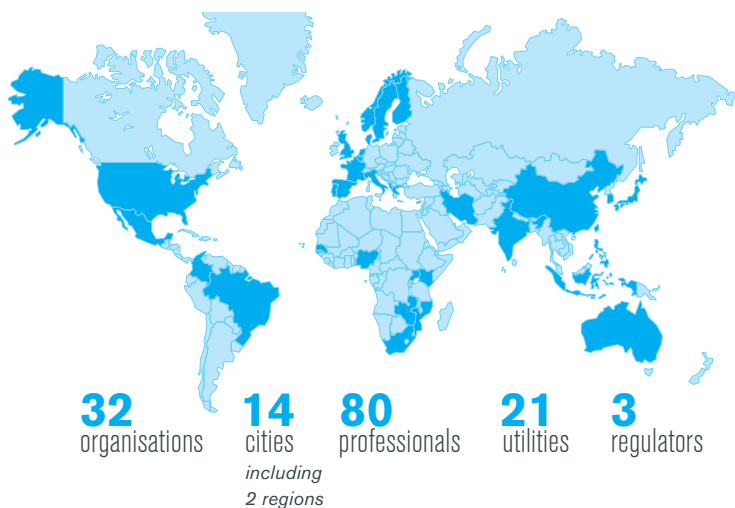 32 14 80 21 3
organisations cities professionals utilities regulators
including
2 regions